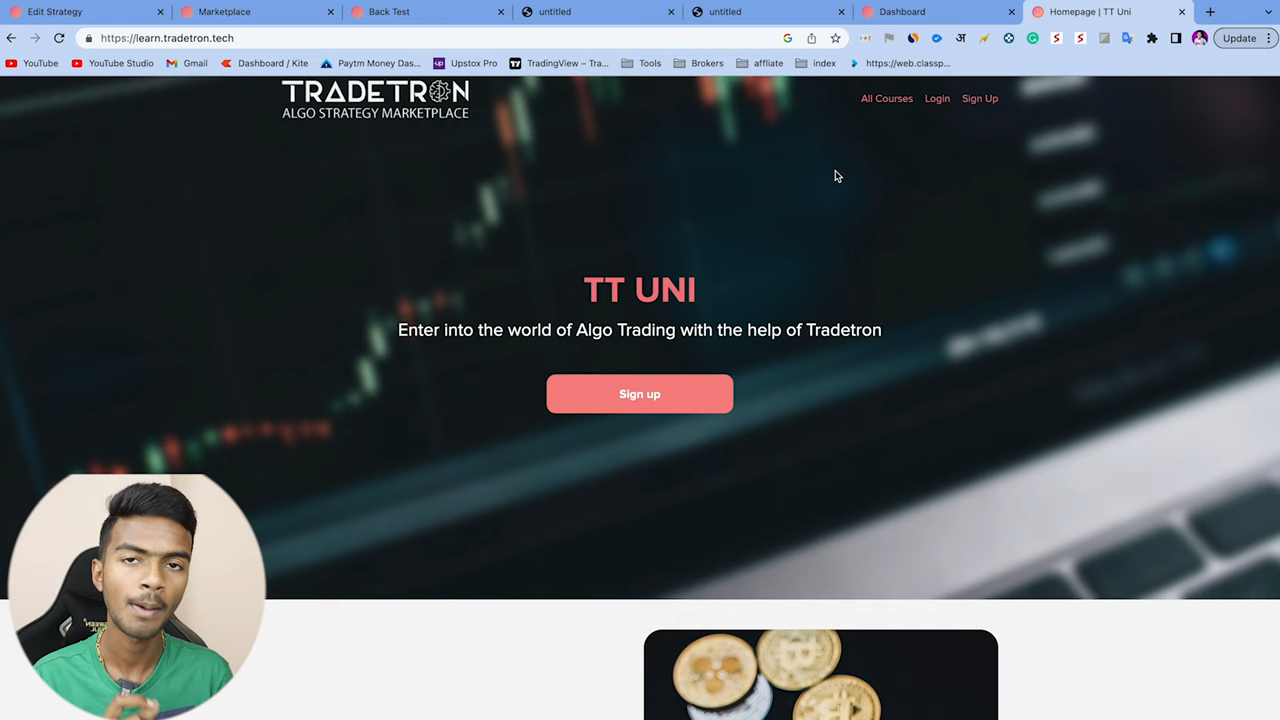 Edit Strategy
Marketplace
Back Test
untitled
untitled
Dashboard
Homepage | TT Uni
https://learn.tradetron.tech
Update
YouTube
YouTube Studio
Gmail
Dashboard / Kite
Paytm Money Das...
Upstox Pro
TradingView – Tra...
Tools
Brokers
affliate
index
https://web.classp...
TRADETRON
ALGO STRATEGY MARKETPLACE
All Courses
Login
Sign Up
TT UNI
Enter into the world of Algo Trading with the help of Tradetron
Sign up